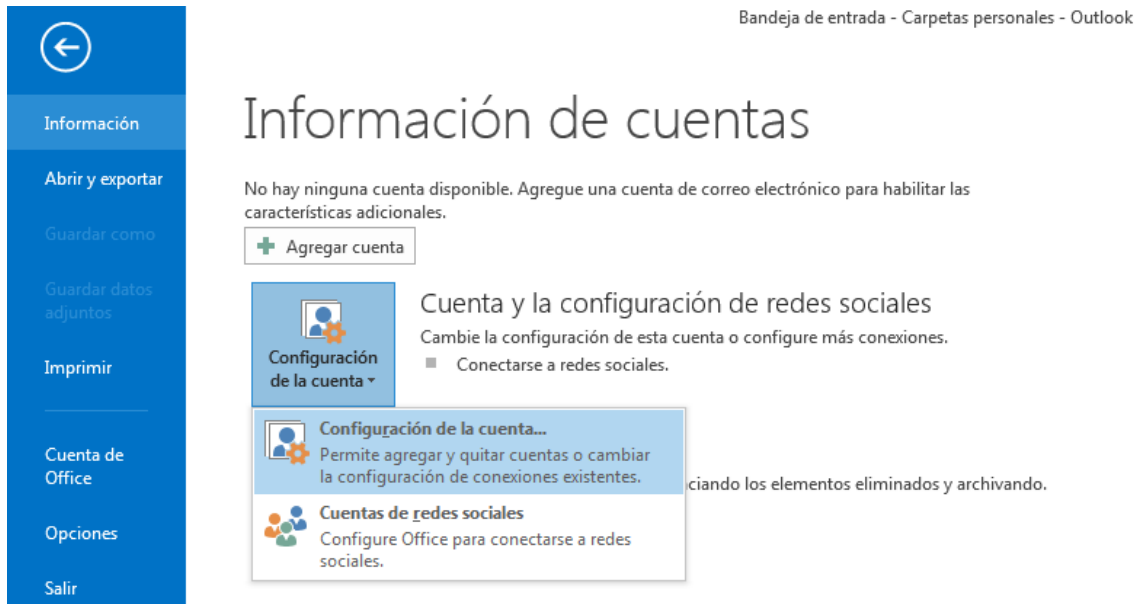 Bandeja de entrada - Carpetas personales - Outlook
Información
Abrir y exportar
Guardar como
Guardar datos
adjuntos
Imprimir
Cuenta de
Office
Opciones
Salir
Información de cuentas
No hay ninguna cuenta disponible. Agregue una cuenta de correo electrónico para habilitar las
características adicionales.
Agregar cuenta
Configuración
de la cuenta
Cuenta y la configuración de redes sociales
Cambie la configuración de esta cuenta o configure más conexiones.
Conectarse a redes sociales.
Configuración de la cuenta...
Permite agregar y quitar cuentas o cambiar
la configuración de conexiones existentes.
ciando los elementos eliminados y archivando.
Cuentas de redes sociales
Configure Office para conectarse a redes
sociales.